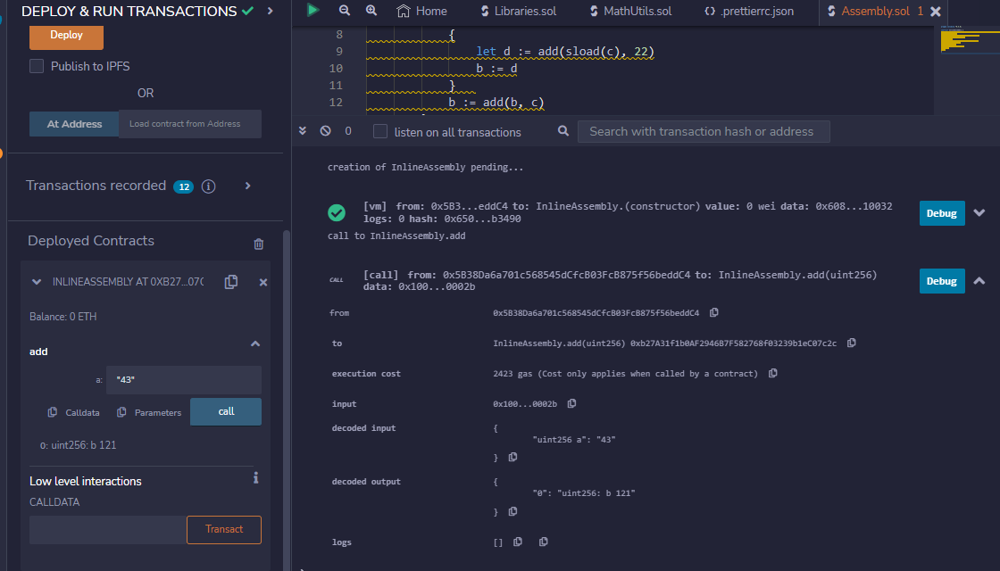 DEPLOY & RUN TRANSACTIONS
Deploy
Publish to IPFS
OR
At Address
Load contract from Address
Transactions recorded 12
Deployed Contracts
INLINEASSEMBLY AT 0XB27...07C
Balance: 0 ETH
add
a: "43"
Calldata Parameters call
0: uint256: b 121
Low level interactions
CALLDATA
Transact
Home Libraries.sol MathUtils.sol .prettierrc.json Assembly.sol 1
8 {
9 let d := add(sload(c), 22)
10 b := d
11 }
12 b := add(b, c)
0 listen on all transactions Search with transaction hash or address
creation of InlineAssembly pending...
[vm] from: 0x5B3...eddC4 to: InlineAssembly.(constructor) value: 0 wei data: 0x608...10032
logs: 0 hash: 0x650...b3490
Debug
call to InlineAssembly.add
CALL [call] from: 0x5B38Da6a701c568545dCfcB03FcB875f56beddC4 to: InlineAssembly.add(uint256)
data: 0x100...0002b
Debug
from 0x5B38Da6a701c568545dCfcB03FcB875f56beddC4
to InlineAssembly.add(uint256) 0xb27A31f1b0AF2946B7F582768f03239b1eC07c2c
execution cost 2423 gas (Cost only applies when called by a contract)
input 0x100...0002b
decoded input {
"uint256 a": "43"
}
decoded output {
"0": "uint256: b 121"
}
logs []